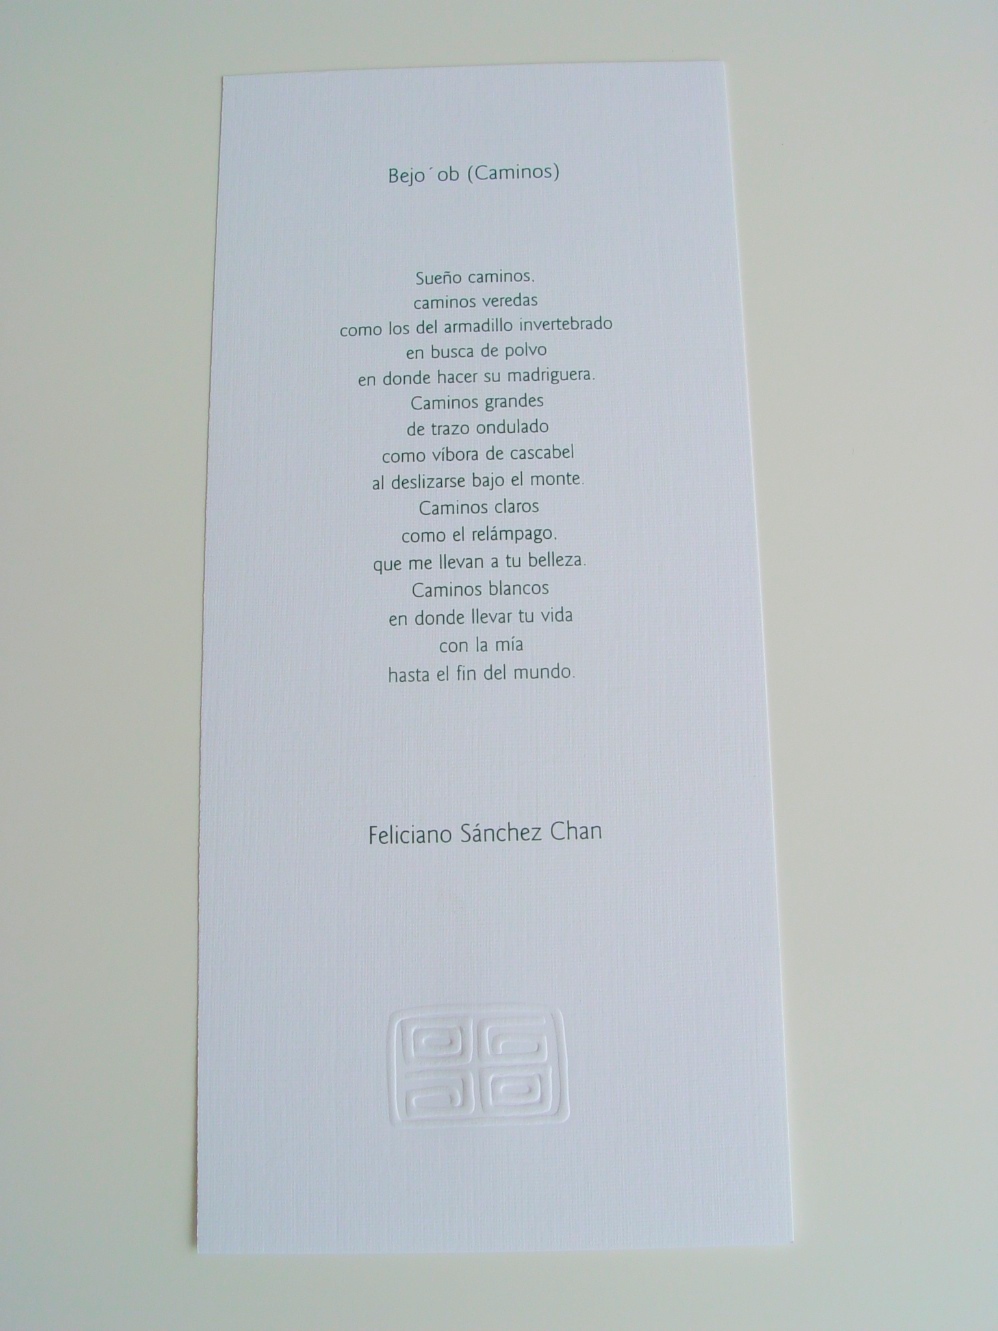 Bejo´ob (Caminos)
Sueño caminos,
caminos veredas
como los del armadillo invertebrado
en busca de polvo
en donde hacer su madriguera.
Caminos grandes
de trazo ondulado
como víbora de cascabel
al deslizarse bajo el monte.
Caminos claros
como el relámpago,
que me llevan a tu belleza.
Caminos blancos
en donde llevar tu vida
con la mía
hasta el fin del mundo.
Feliciano Sánchez Chan